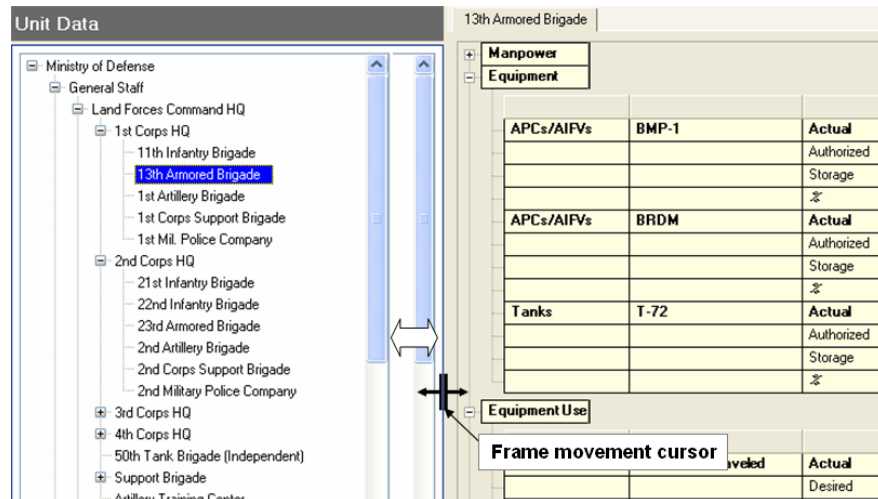 Unit Data
Ministry of Defense
General Staff
Land Forces Command HQ
1st Corps HQ
11th Infantry Brigade
13th Armored Brigade
1st Artillery Brigade
1st Corps Support Brigade
1st Mil. Police Company
2nd Corps HQ
21st Infantry Brigade
22nd Infantry Brigade
23rd Armored Brigade
2nd Artillery Brigade
2nd Corps Support Brigade
2nd Military Police Company
3rd Corps HQ
4th Corps HQ
50th Tank Brigade (Independent)
Support Brigade
Artillery Training Center
13th Armored Brigade
Manpower
Equipment
APCs/AIFVs BMP-1 Actual
Authorized
Storage
%
APCs/AIFVs BRDM Actual
Authorized
Storage
%
Tanks T-72 Actual
Authorized
Storage
%
Equipment Use
Frame movement cursor
aveled Actual
Desired